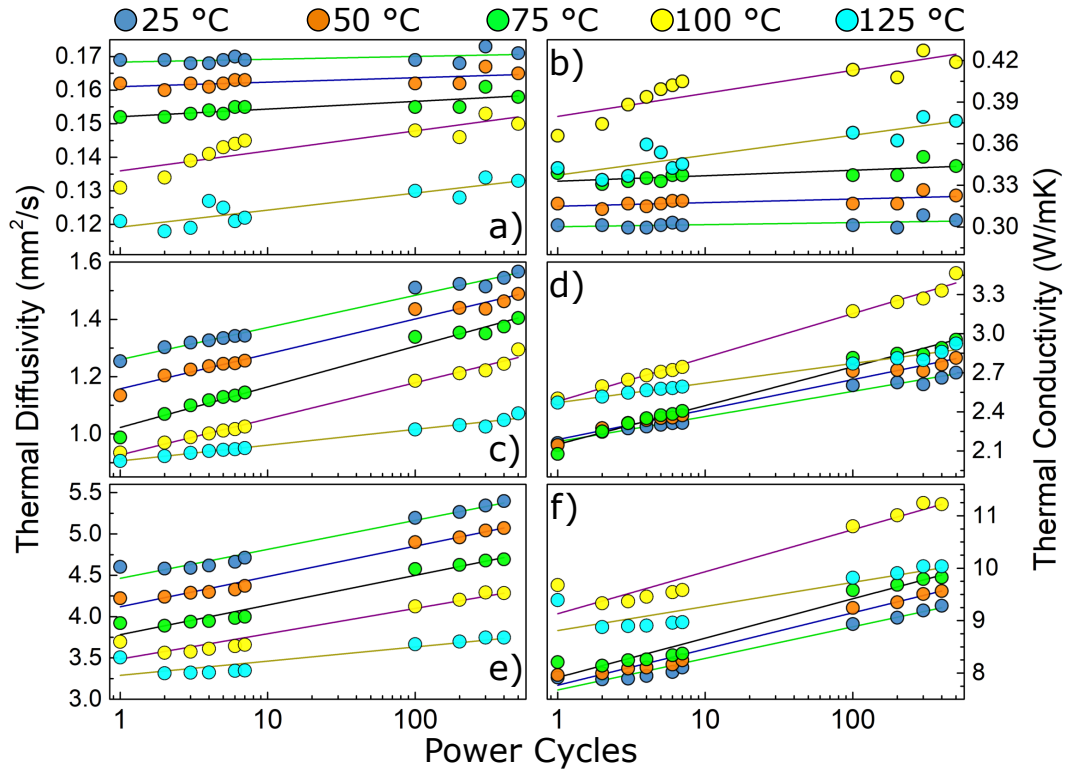 25 °C 50 °C 75 °C 100 °C 125 °C
a)
0.17
0.16
0.15
0.14
0.13
0.12
b)
0.42
0.39
0.36
0.33
0.30
c)
1.6
1.4
1.2
1.0
d)
3.3
3.0
2.7
2.4
2.1
e)
5.5
5.0
4.5
4.0
3.5
3.0
f)
11
10
9
8
1 10 100
1 10 100
Thermal Diffusivity (mm²/s)
Thermal Conductivity (W/mK)
Power Cycles